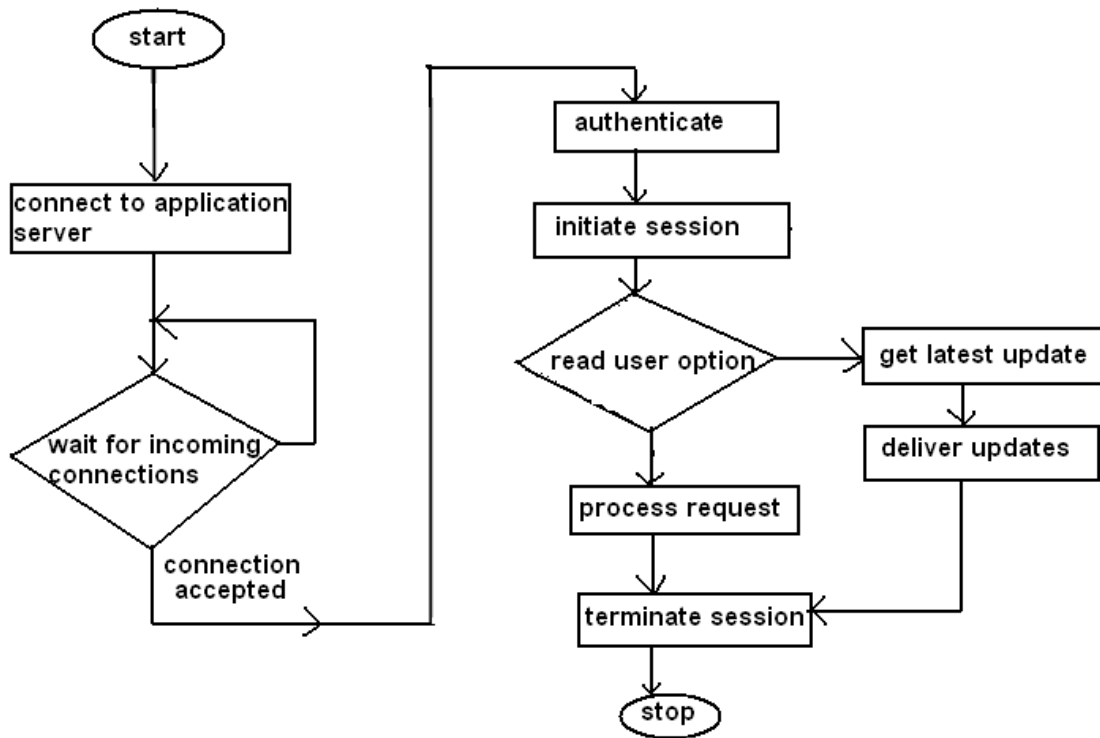 start
connect to application
server
wait for incoming
connections
connection
accepted
authenticate
initiate session
read user option
get latest update
deliver updates
process request
terminate session
stop